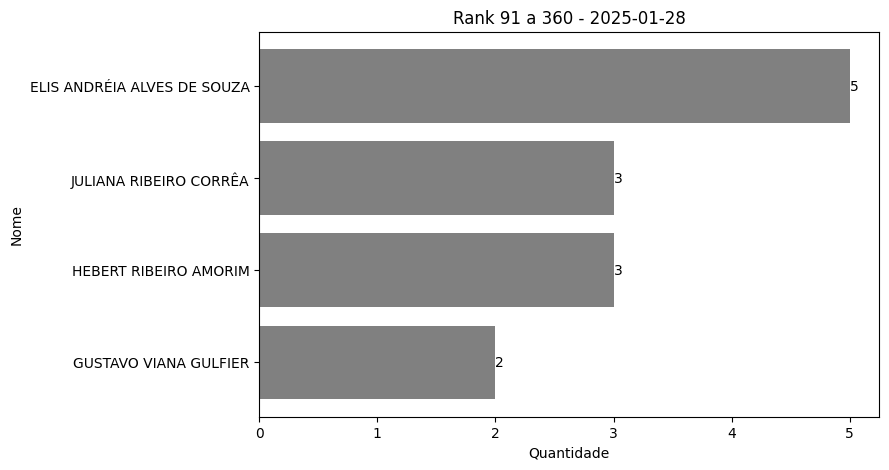 Rank 91 a 360 - 2025-01-28
ELIS ANDRÉIA ALVES DE SOUZA
5
JULIANA RIBEIRO CORRÊA
3
HEBERT RIBEIRO AMORIM
3
GUSTAVO VIANA GULFIER
2
Nome
0 1 2 3 4 5
Quantidade